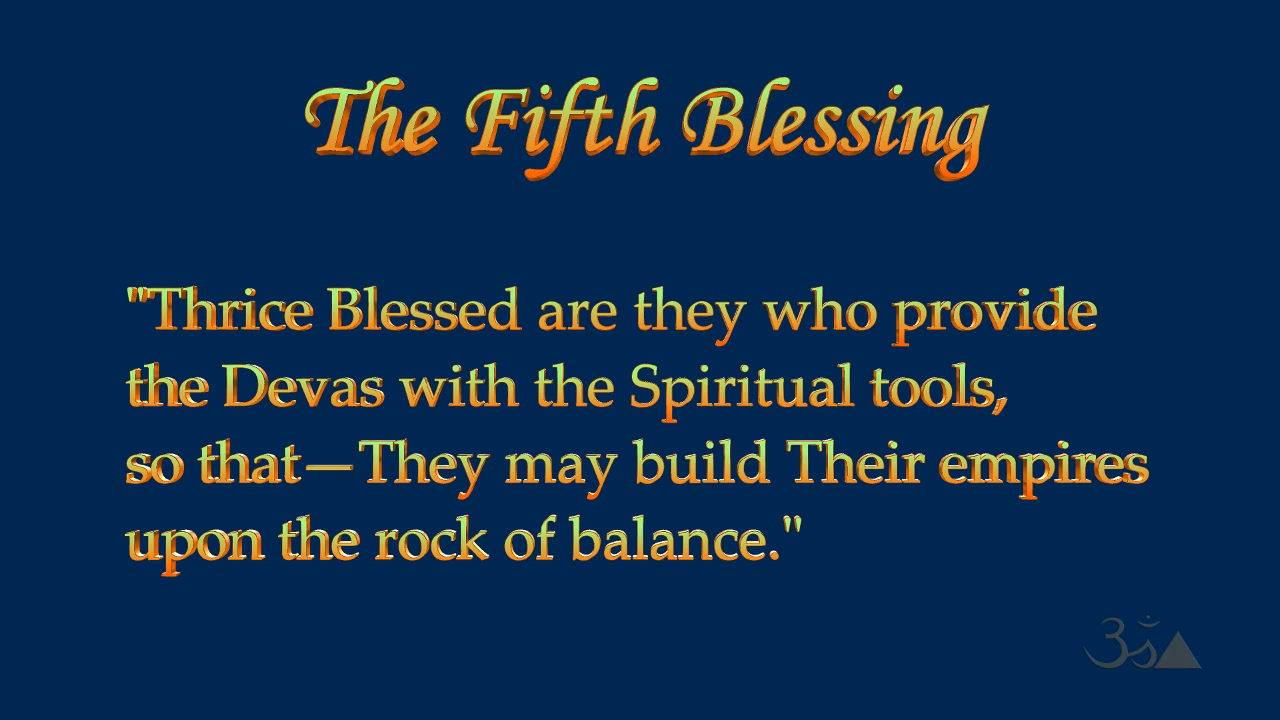 The Fifth Blessing
"Thrice Blessed are they who provide
the Devas with the Spiritual tools,
so that—They may build Their empires
upon the rock of balance."
ॐ